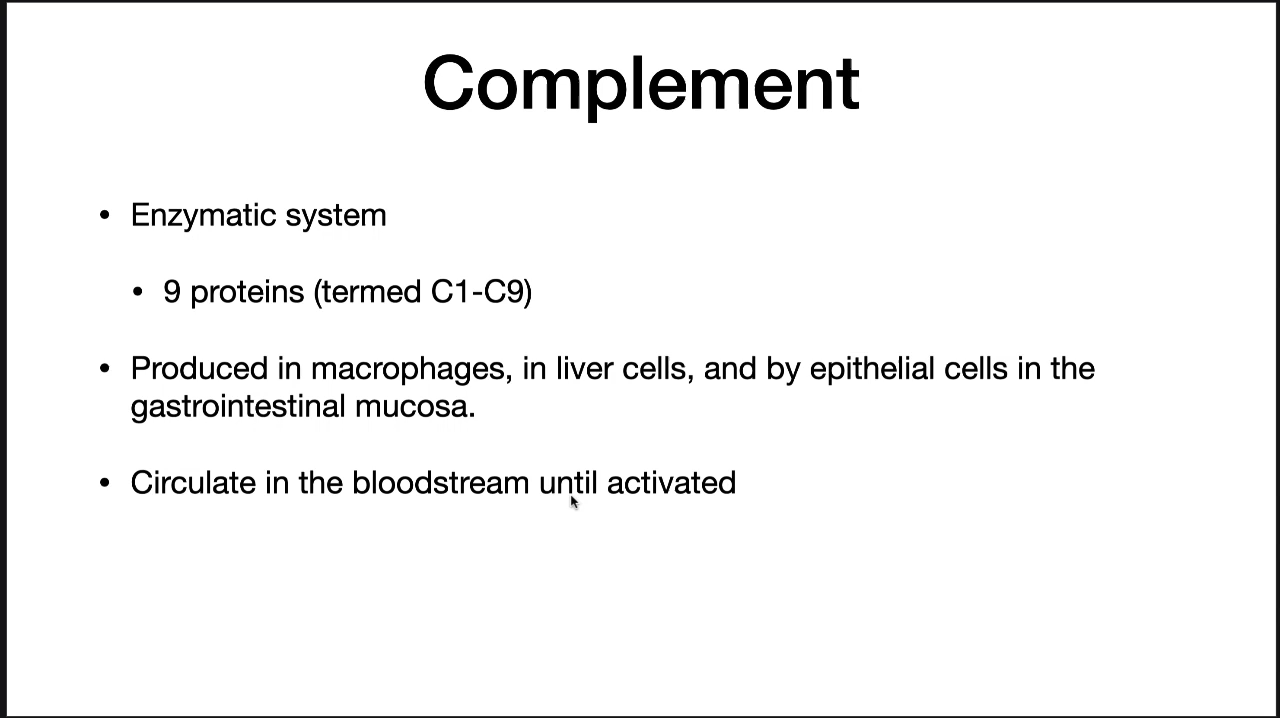 Complement
• Enzymatic system
• 9 proteins (termed C1-C9)
• Produced in macrophages, in liver cells, and by epithelial cells in the
gastrointestinal mucosa.
• Circulate in the bloodstream until activated